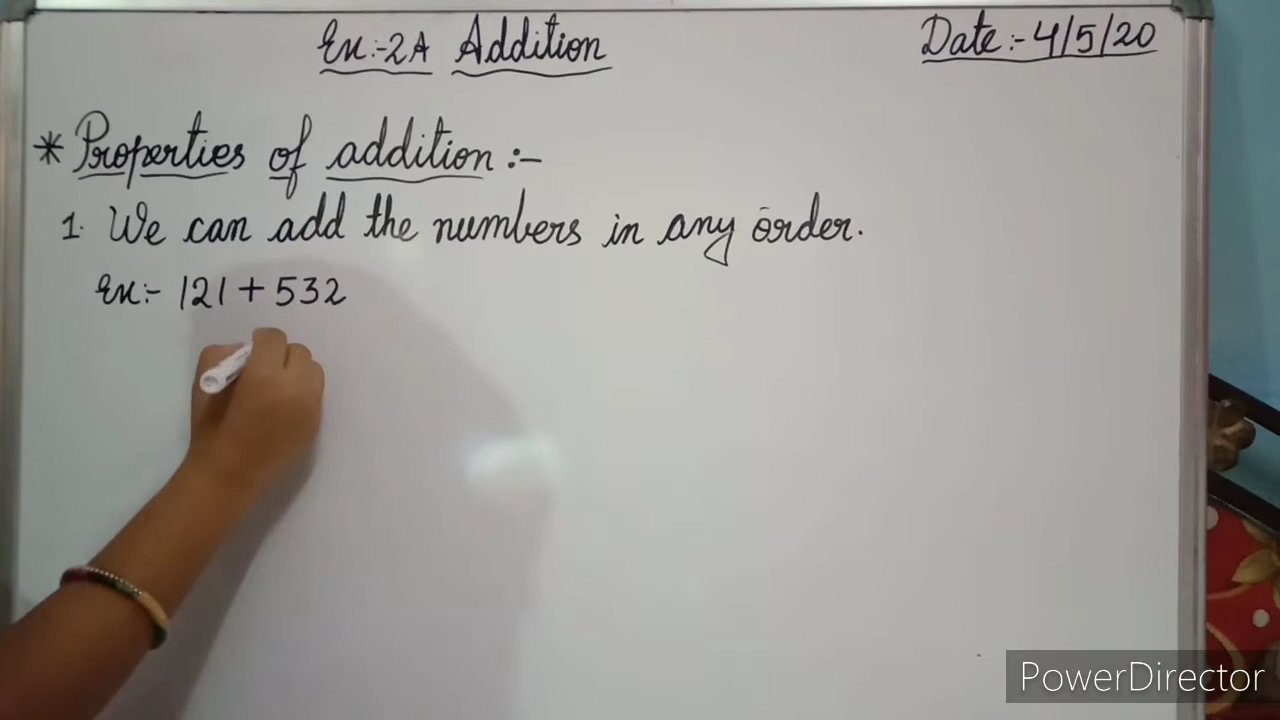 Ex:-2A Addition Date:- 4/5/20
* Properties of addition :-
1. We can add the numbers in any order.
Ex:- 121 + 532
PowerDirector